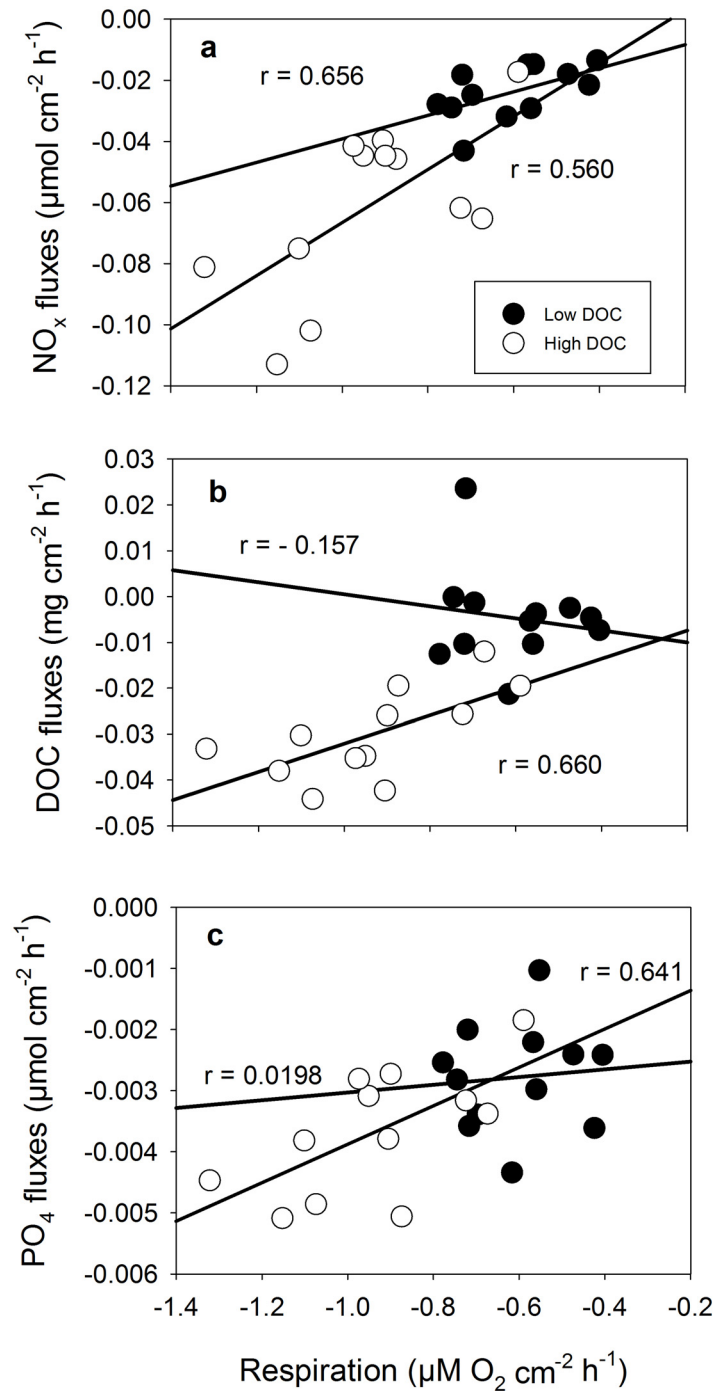 0.00
a
-0.02
r = 0.656
-0.04
r = 0.560
-0.06
-0.08
-0.10
-0.12
NOx fluxes (µmol cm-2 h-1)
Low DOC
High DOC
0.03
b
0.02
r = - 0.157
0.01
0.00
-0.01
-0.02
-0.03
r = 0.660
-0.04
-0.05
DOC fluxes (mg cm-2 h-1)
0.000
c
-0.001
r = 0.641
-0.002
r = 0.0198
-0.003
-0.004
-0.005
-0.006
PO4 fluxes (µmol cm-2 h-1)
-1.4 -1.2 -1.0 -0.8 -0.6 -0.4 -0.2
Respiration (µM O2 cm-2 h-1)